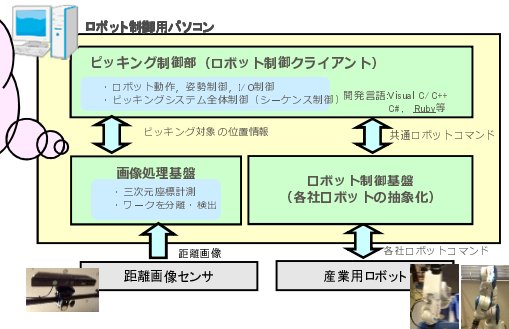 ロボット制御用パソコン
ピッキング制御部（ロボット制御クライアント）
・ロボット動作，姿勢制御，I/O制御
・ピッキングシステム全体制御（シーケンス制御）
開発言語:Visual C/C++
C#， Ruby等
ピッキング対象の位置情報
共通ロボットコマンド
画像処理基盤
・三次元座標計測
・ワークを分離・検出
ロボット制御基盤
（各社ロボットの抽象化）
距離画像
各社ロボットコマンド
距離画像センサ
産業用ロボット